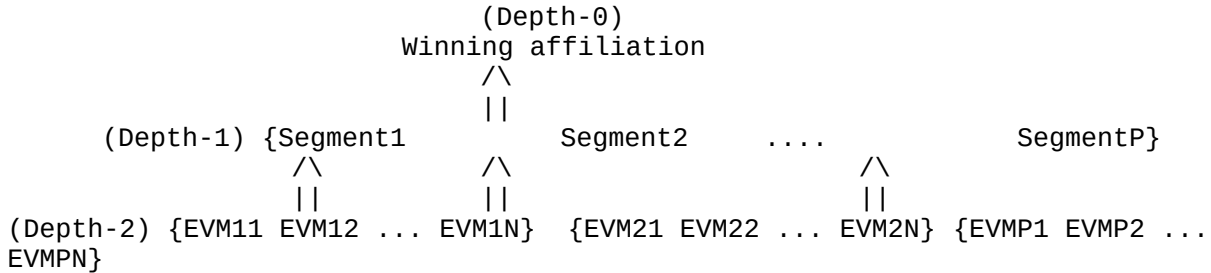 (Depth-0)
Winning affiliation
/\
||
(Depth-1) {Segment1 Segment2 .... SegmentP}
/\ /\ /\
|| || ||
(Depth-2) {EVM11 EVM12 ... EVM1N} {EVM21 EVM22 ... EVM2N} {EVMP1 EVMP2 ...
EVMPN}